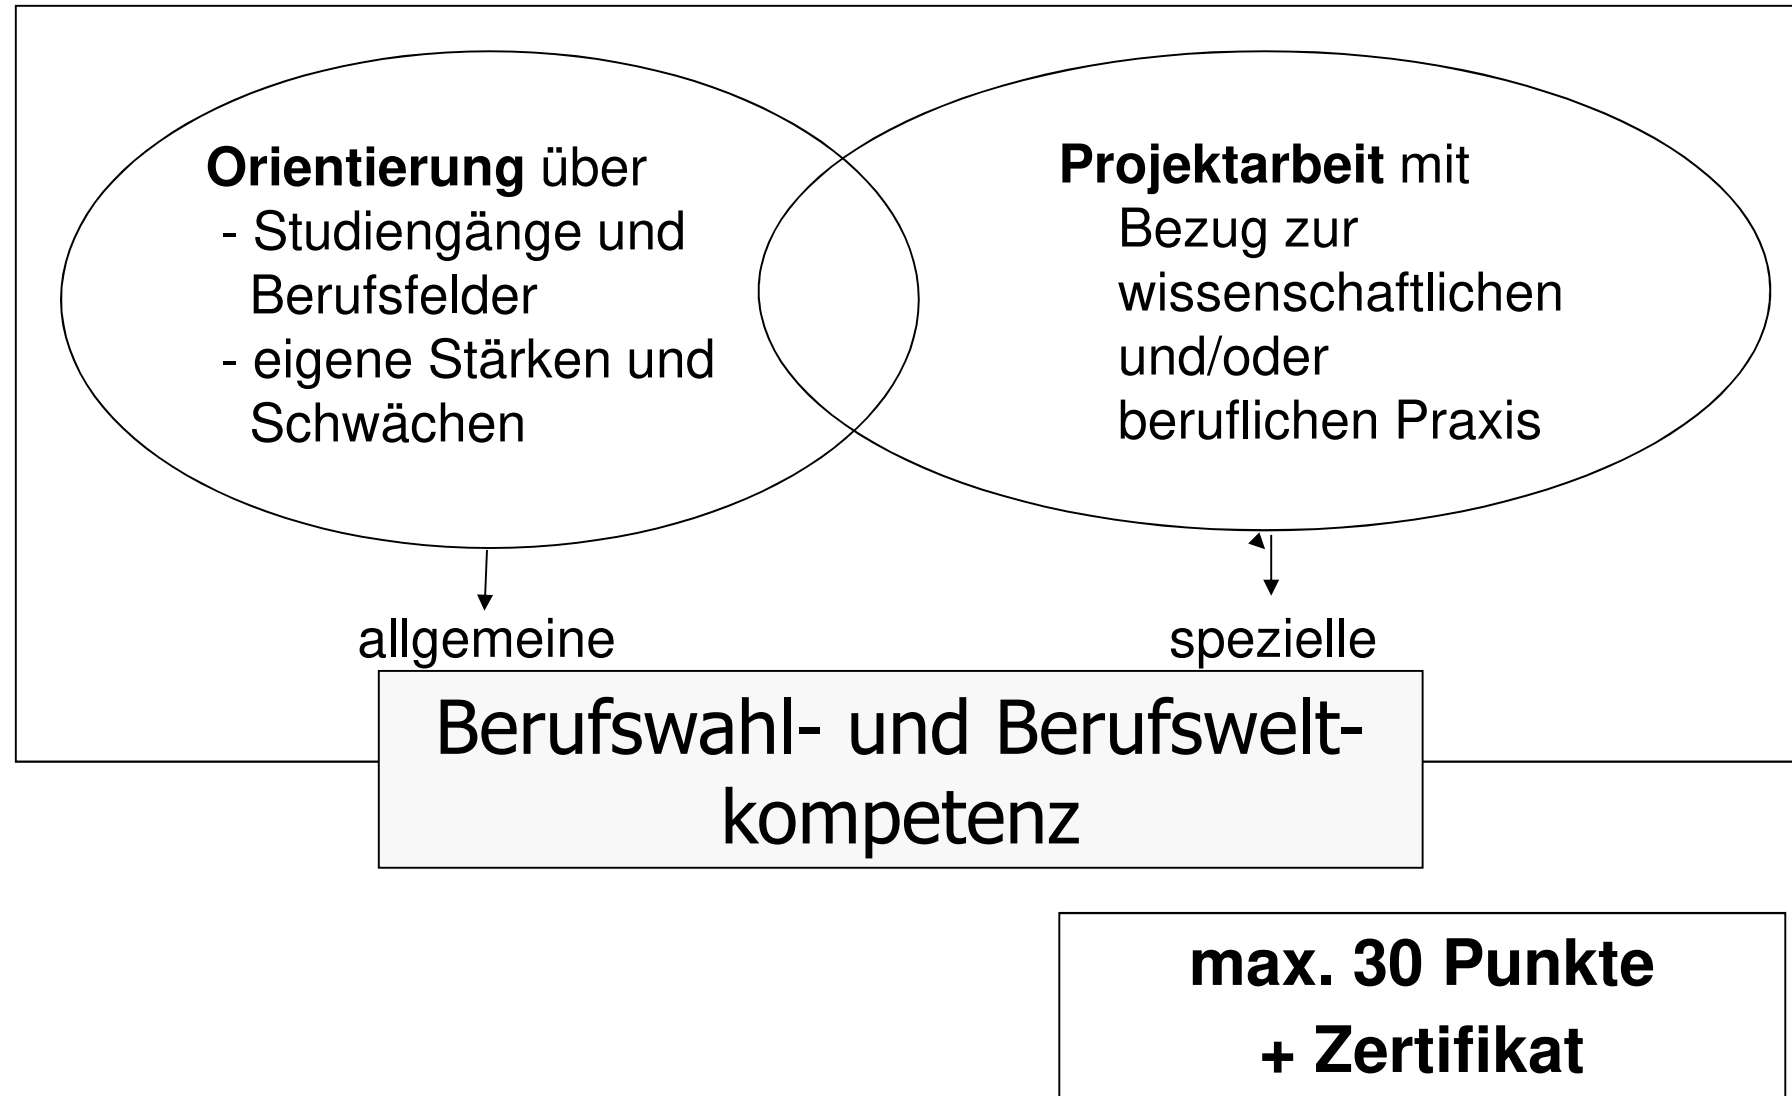 Orientierung über
- Studiengänge und
Berufsfelder
- eigene Stärken und
Schwächen
Projektarbeit mit
Bezug zur
wissenschaftlichen
und/oder
beruflichen Praxis
allgemeine
spezielle
Berufswahl- und Berufswelt-
kompetenz
max. 30 Punkte
+ Zertifikat